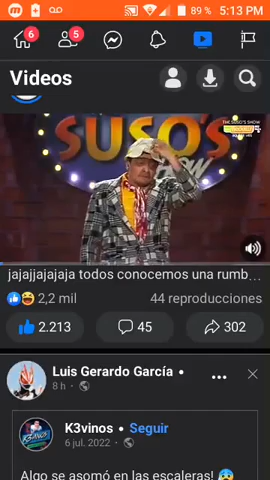 5:13 PM
89 %
6
5
Videos
SUSO'S
SHOW
THE SUSO'S SHOW
jajajjajajaja todos conocemos una rumb...
2,2 mil
44 reproducciones
2.213
45
302
Luis Gerardo García •
8 h •
K3vinos • Seguir
6 jul. 2022 •
Algo se asomó en las escaleras! 😰